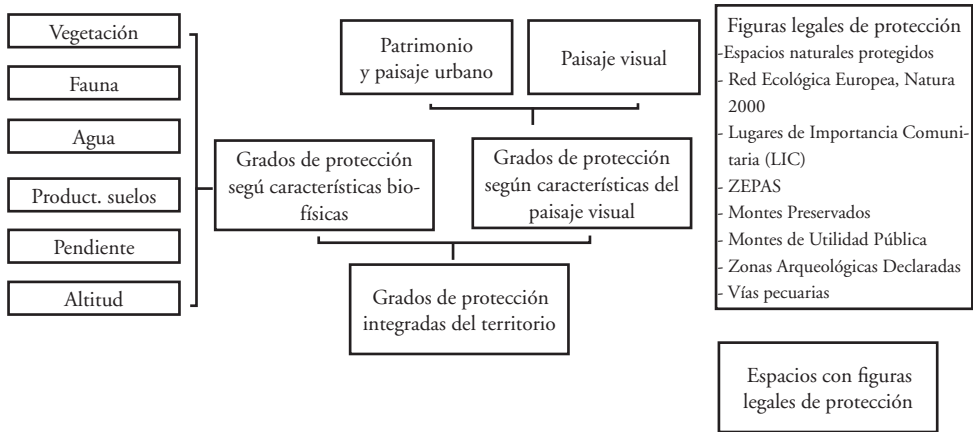 Vegetación
Fauna
Agua
Product. suelos
Pendiente
Altitud
Grados de protección
segú características bio-
físicas
Patrimonio
y paisaje urbano
Paisaje visual
Grados de protección
según características del
paisaje visual
Grados de protección
integradas del territorio
Figuras legales de protección
-Espacios naturales protegidos
- Red Ecológica Europea, Natura
2000
- Lugares de Importancia Comuni-
taria (LIC)
- ZEPAS
- Montes Preservados
- Montes de Utilidad Pública
- Zonas Arqueológicas Declaradas
- Vías pecuarias
Espacios con figuras
legales de protección